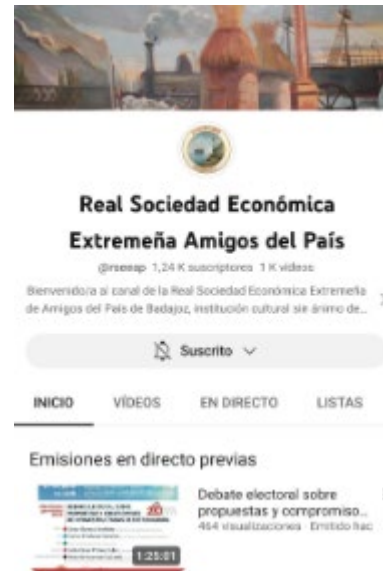 Real Sociedad Económica
Extremeña Amigos del País
@rseeap 1,24 K suscriptores 1 K vídeos
Bienvenido/a al canal de la Real Sociedad Económica Extremeña
de Amigos del País de Badajoz, institución cultural sin ánimo de...
Suscrito
INICIO VÍDEOS EN DIRECTO LISTAS
Emisiones en directo previas
Debate electoral sobre
propuestas y compromiso...
464 visualizaciones Emitido hac
1:25:01